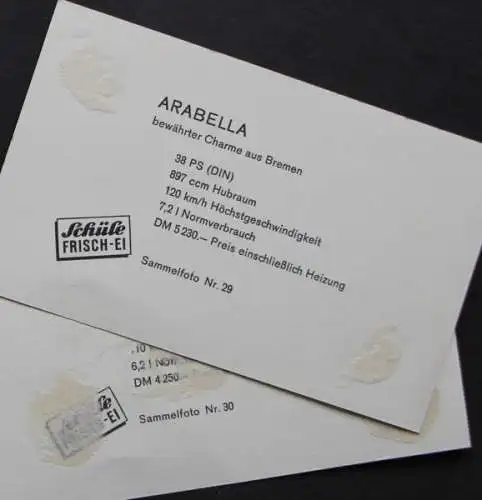 ARABELLA
bewährter Charme aus Bremen
38 PS (DIN)
897 ccm Hubraum
120 km/h Höchstgeschwindigkeit
7,2 l Normverbrauch
DM 5 230.— Preis einschließlich Heizung
Schüle
FRISCH-EI
Sammelfoto Nr. 29
6,2 l
DM 4 250.—
Schüle
Sammelfoto Nr. 30